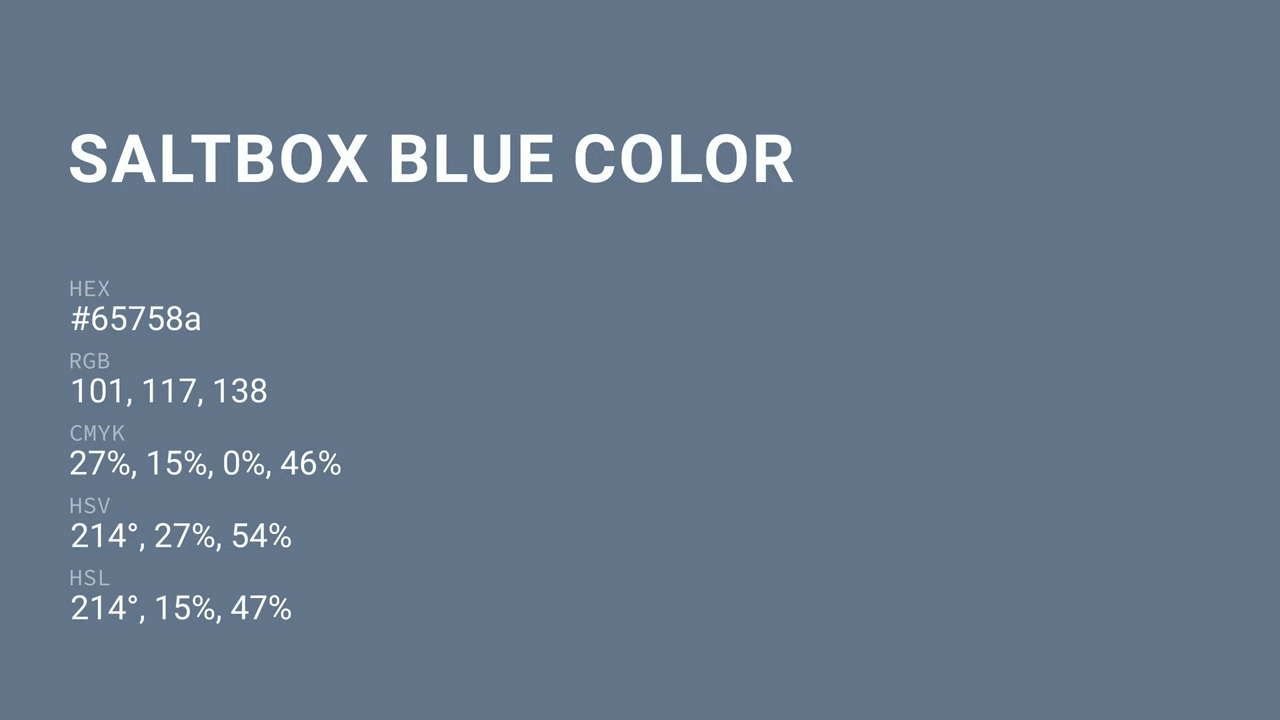 SALTBOX BLUE COLOR
HEX
#65758a
RGB
101, 117, 138
CMYK
27%, 15%, 0%, 46%
HSV
214°, 27%, 54%
HSL
214°, 15%, 47%